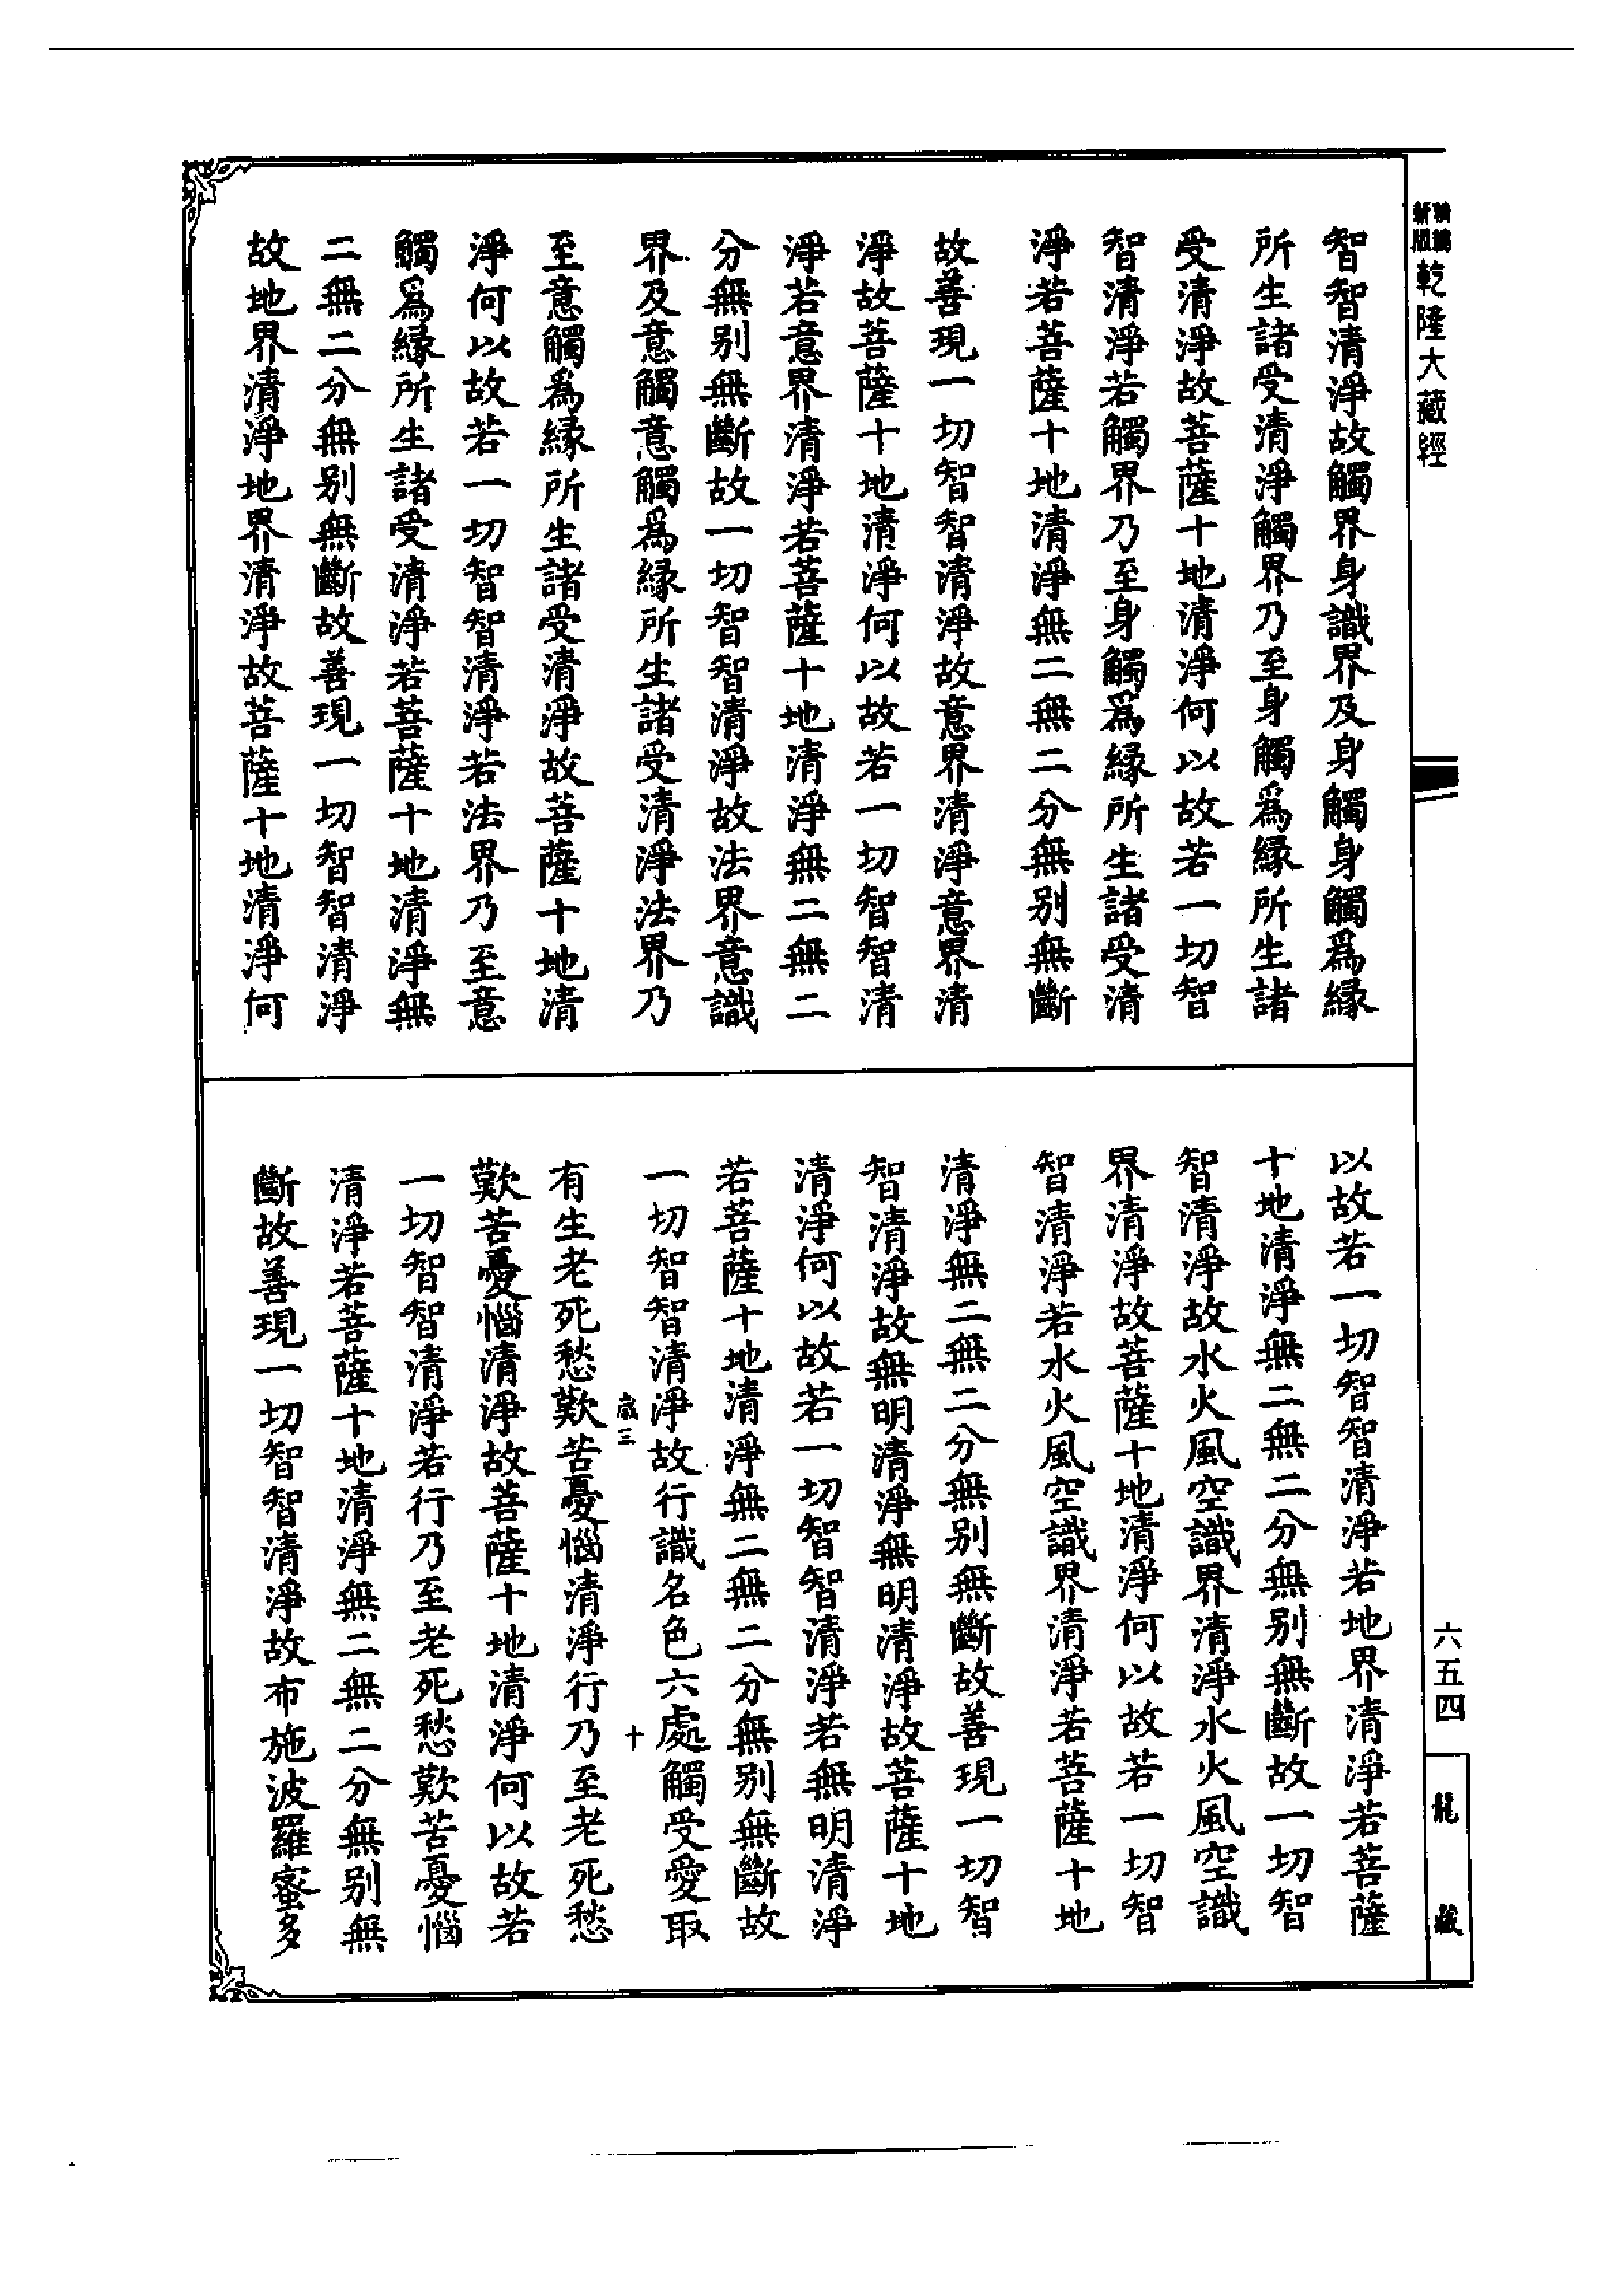 精編新版乾隆大藏經
智智清淨故觸界身識界及身觸身觸爲緣
所生諸受清淨觸界乃至身觸爲緣所生諸
受清淨故菩薩十地清淨何以故若一切智
智清淨若觸界乃至身觸爲緣所生諸受清
淨若菩薩十地清淨無二無二分無别無斷
故善現一切智智清淨故意界清淨意界清
淨故菩薩十地清淨何以故若一切智智清
淨若意界清淨若菩薩十地清淨無二無二
分無别無斷故一切智智清淨故法界意識
界及意觸意觸爲緣所生諸受清淨法界乃
至意觸爲緣所生諸受清淨故菩薩十地清
淨何以故若一切智智清淨若法界乃至意
觸爲緣所生諸受清淨若菩薩十地清淨無
二無二分無别無斷故善現一切智智清淨
故地界清淨地界清淨故菩薩十地清淨何
以故若一切智智清淨若地界清淨若菩薩
十地清淨無二無二分無别無斷故一切智
智清淨故水火風空識界清淨水火風空識
界清淨故菩薩十地清淨何以故若一切智
智清淨若水火風空識界清淨若菩薩十地
清淨無二無二分無别無斷故善現一切智
智清淨故無明清淨無明清淨故菩薩十地
清淨何以故若一切智智清淨若無明清淨
若菩薩十地清淨無二無二分無别無斷故
一切智智清淨故行識名色六處觸受愛取
歲三 十
有生老死愁歎苦憂惱清淨行乃至老死愁
歎苦憂惱清淨故菩薩十地清淨何以故若
一切智智清淨若行乃至老死愁歎苦憂惱
清淨若菩薩十地清淨無二無二分無别無
斷故善現一切智智清淨故布施波羅蜜多
六五四
龍藏